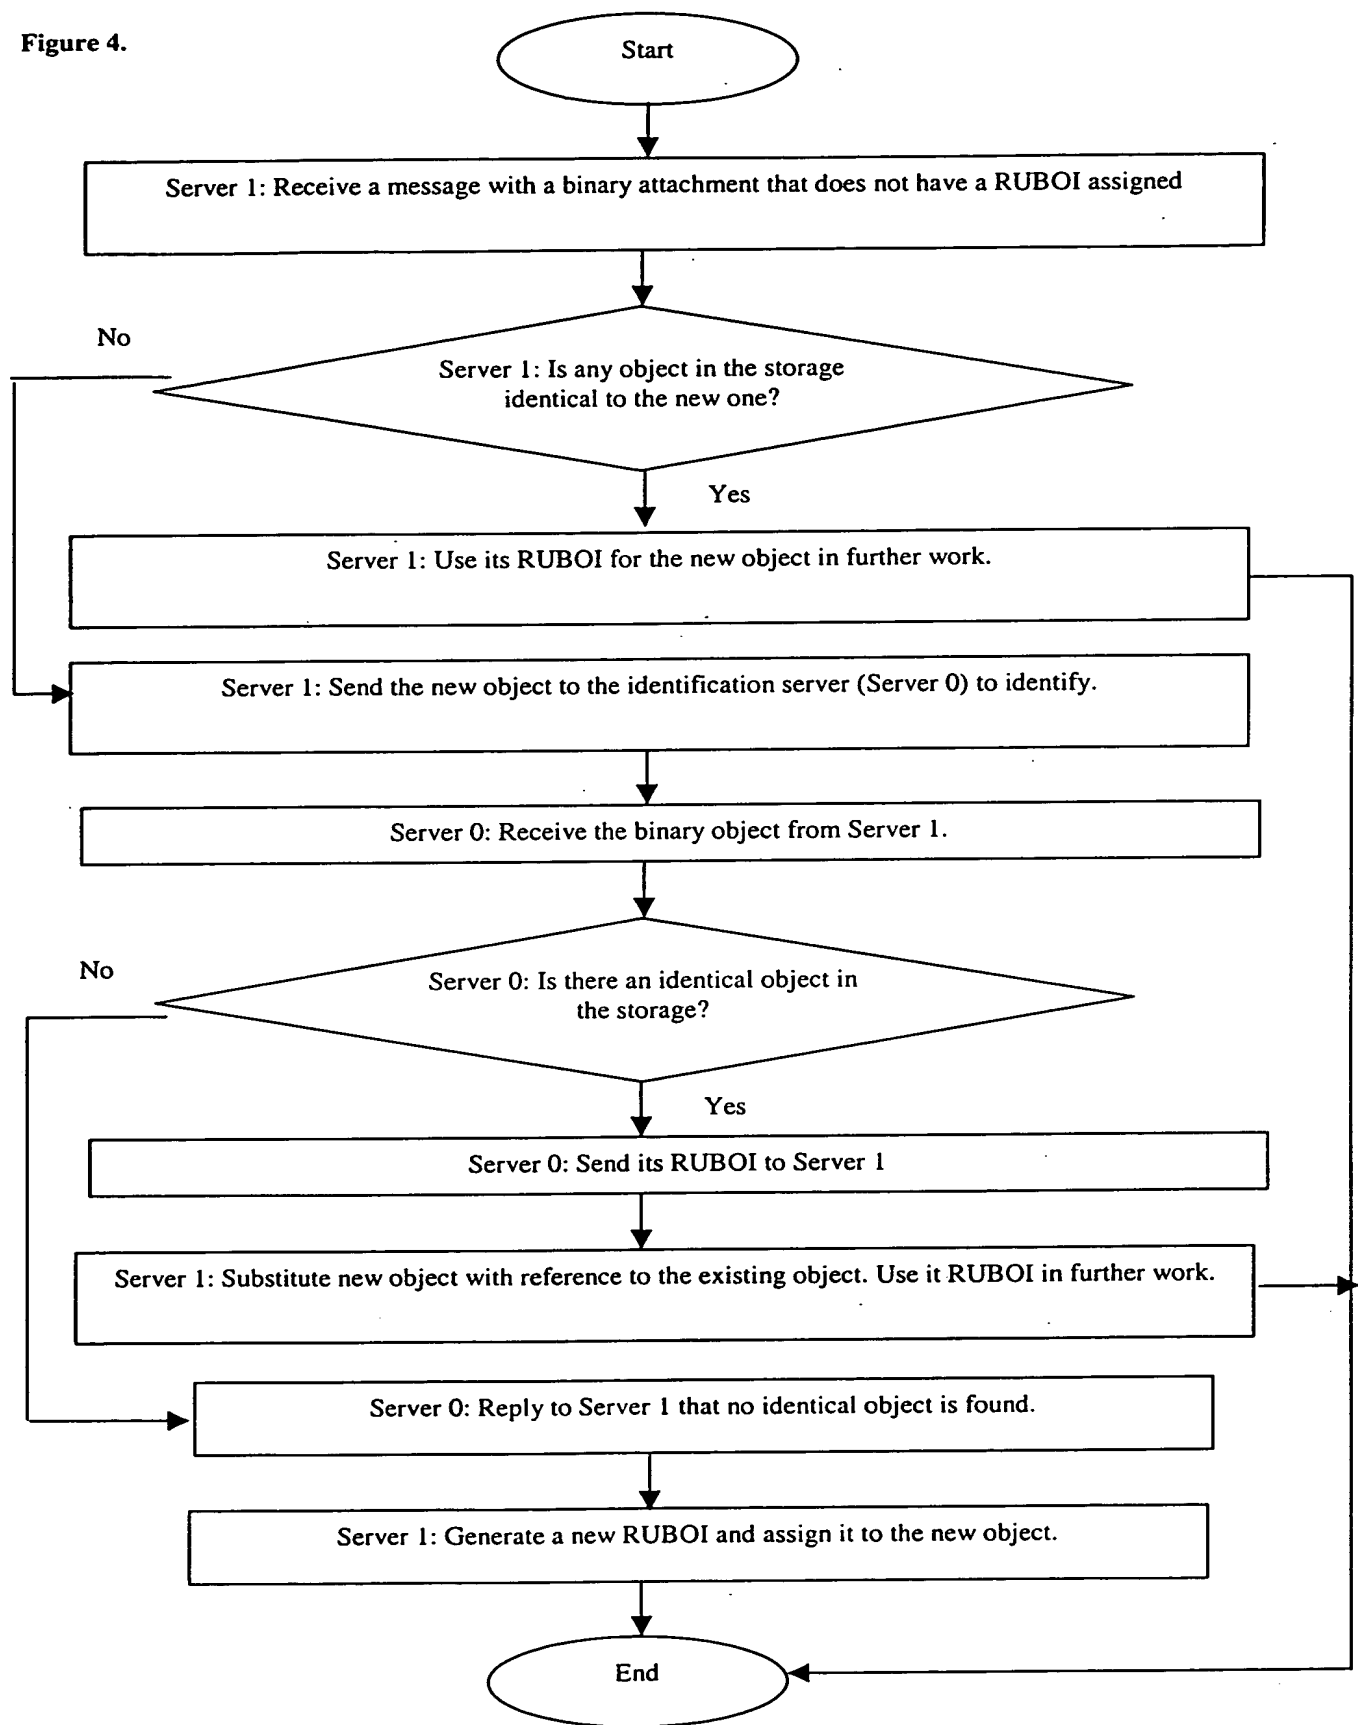 Figure 4.
Start
Server 1: Receive a message with a binary attachment that does not have a RUBOI assigned
No
Server 1: Is any object in the storage
identical to the new one?
Yes
Server 1: Use its RUBOI for the new object in further work.
Server 1: Send the new object to the identification server (Server 0) to identify.
Server 0: Receive the binary object from Server 1.
No
Server 0: Is there an identical object in
the storage?
Yes
Server 0: Send its RUBOI to Server 1
Server 1: Substitute new object with reference to the existing object. Use it RUBOI in further work.
Server 0: Reply to Server 1 that no identical object is found.
Server 1: Generate a new RUBOI and assign it to the new object.
End